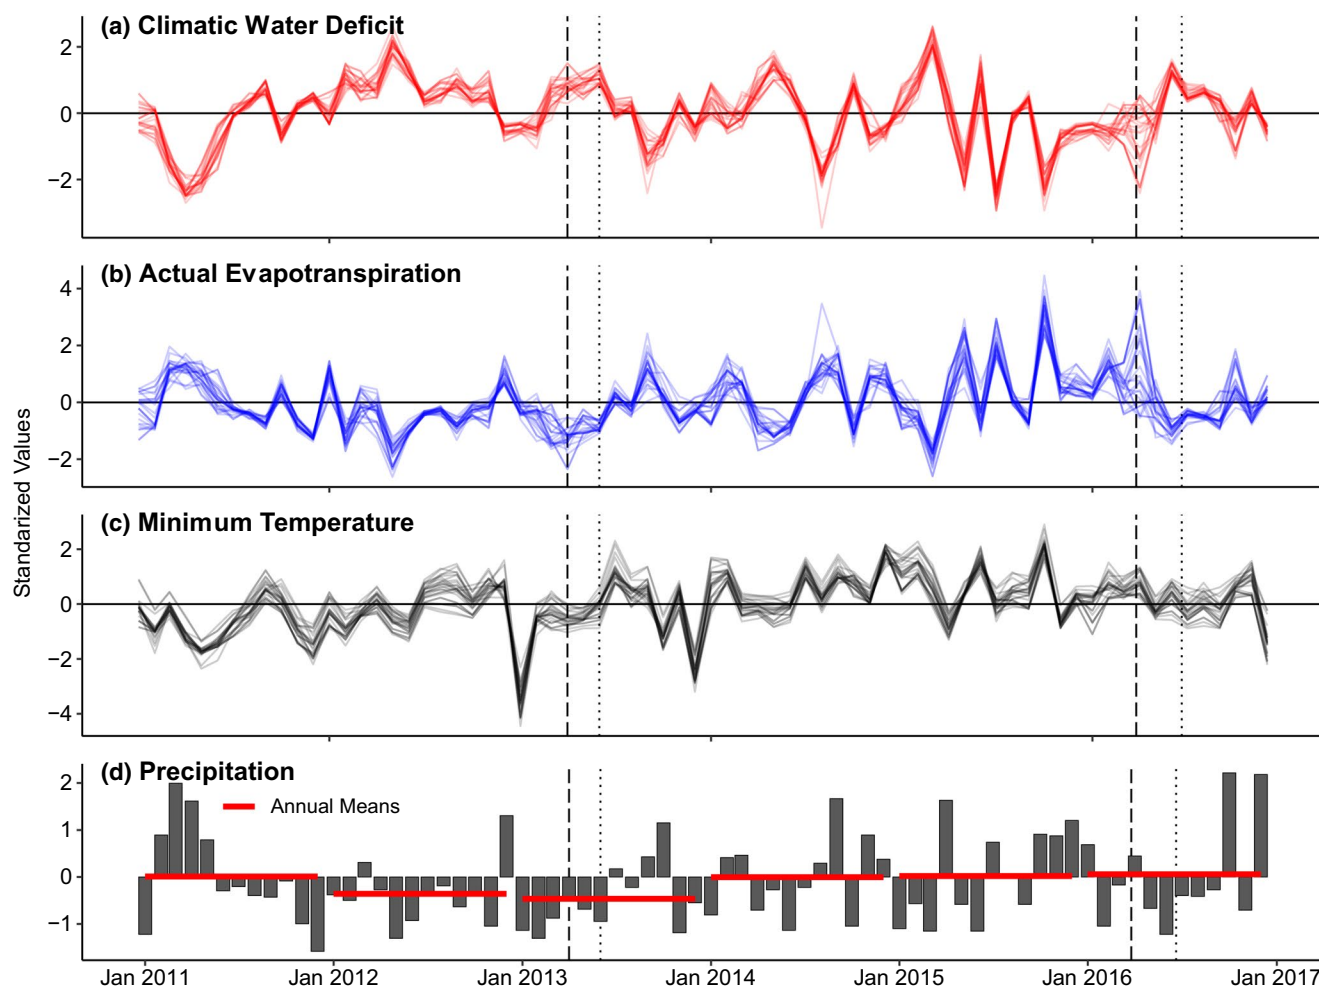 (a) Climatic Water Deficit
2
0
−2
(b) Actual Evapotranspiration
4
2
0
−2
Standarized Values
(c) Minimum Temperature
2
0
−2
−4
(d) Precipitation
2
Annual Means
1
0
−1
Jan 2011 Jan 2012 Jan 2013 Jan 2014 Jan 2015 Jan 2016 Jan 2017